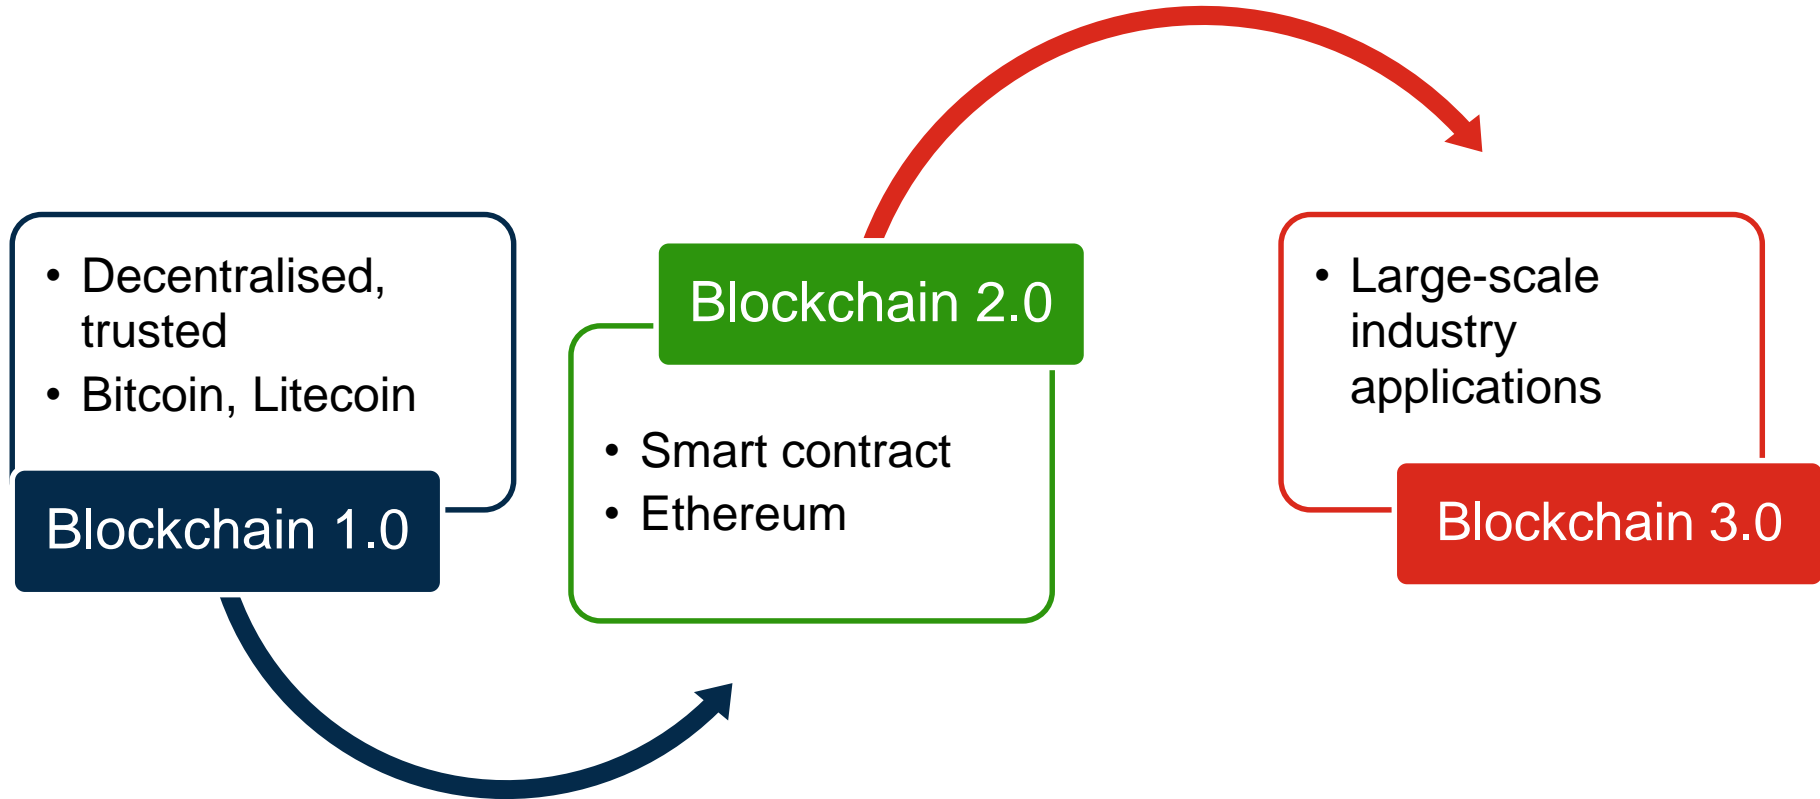 • Decentralised,
trusted
• Bitcoin, Litecoin
Blockchain 1.0
Blockchain 2.0
• Smart contract
• Ethereum
• Large-scale
industry
applications
Blockchain 3.0